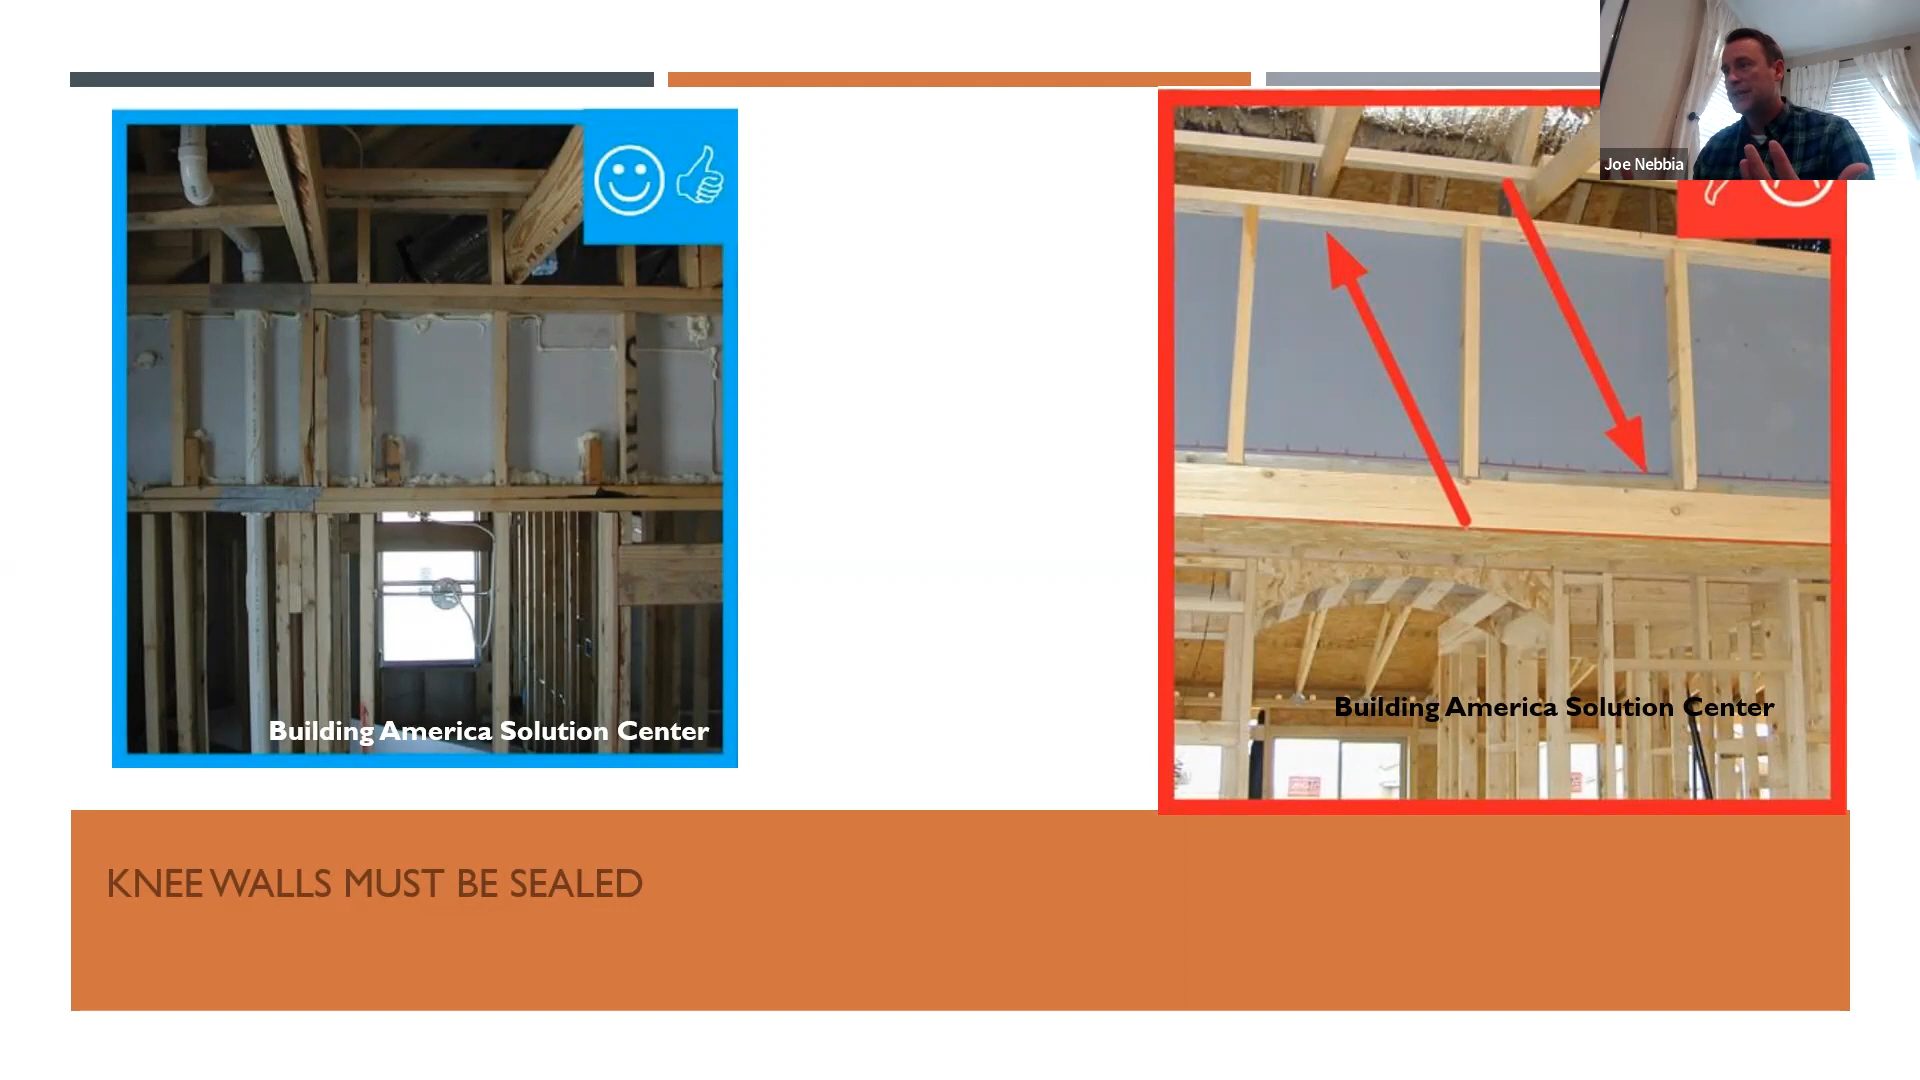 Joe Nebbia
Building America Solution Center
Building America Solution Center
KNEE WALLS MUST BE SEALED